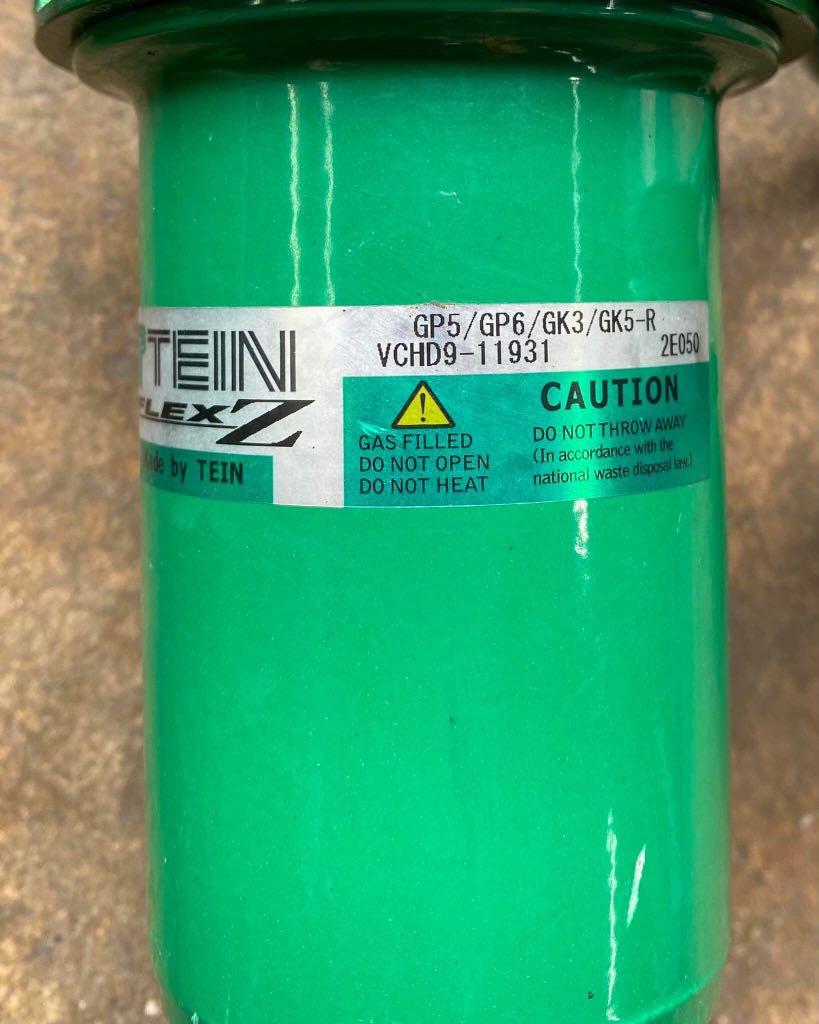 TEIN
FLEX Z
Made by TEIN
GP5/GP6/GK3/GK5-R
VCHD9-11931
2E050
GAS FILLED
DO NOT OPEN
DO NOT HEAT
CAUTION
DO NOT THROW AWAY
(In accordance with the
national waste disposal law.)